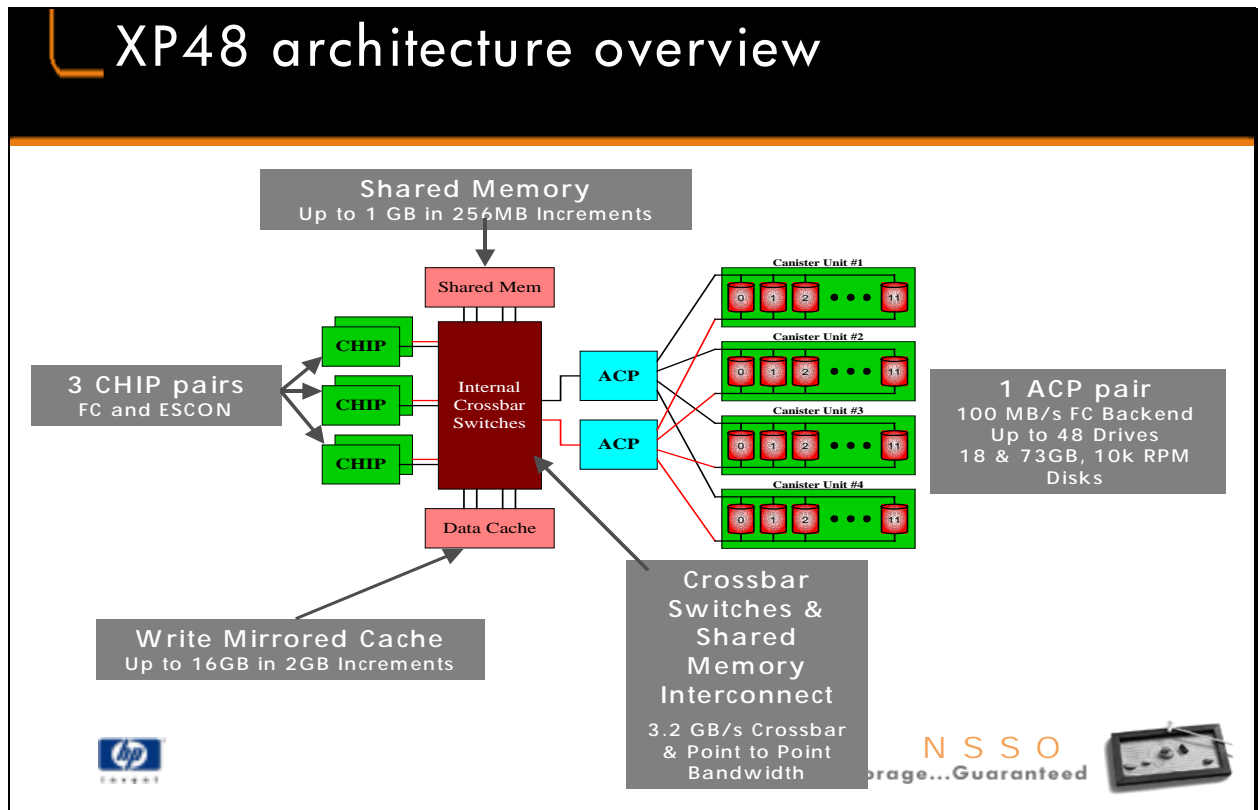 XP48 architecture overview
Shared Memory
Up to 1 GB in 256MB Increments
Shared Mem
CHIP
CHIP
CHIP
3 CHIP pairs
FC and ESCON
Internal
Crossbar
Switches
ACP
ACP
Canister Unit #1
0 1 2 11
Canister Unit #2
0 1 2 11
Canister Unit #3
0 1 2 11
Canister Unit #4
0 1 2 11
1 ACP pair
100 MB/s FC Backend
Up to 48 Drives
18 & 73GB, 10k RPM
Disks
Data Cache
Write Mirrored Cache
Up to 16GB in 2GB Increments
Crossbar
Switches &
Shared
Memory
Interconnect
3.2 GB/s Crossbar
& Point to Point
Bandwidth
hp
invent
NSSO
orage...Guaranteed